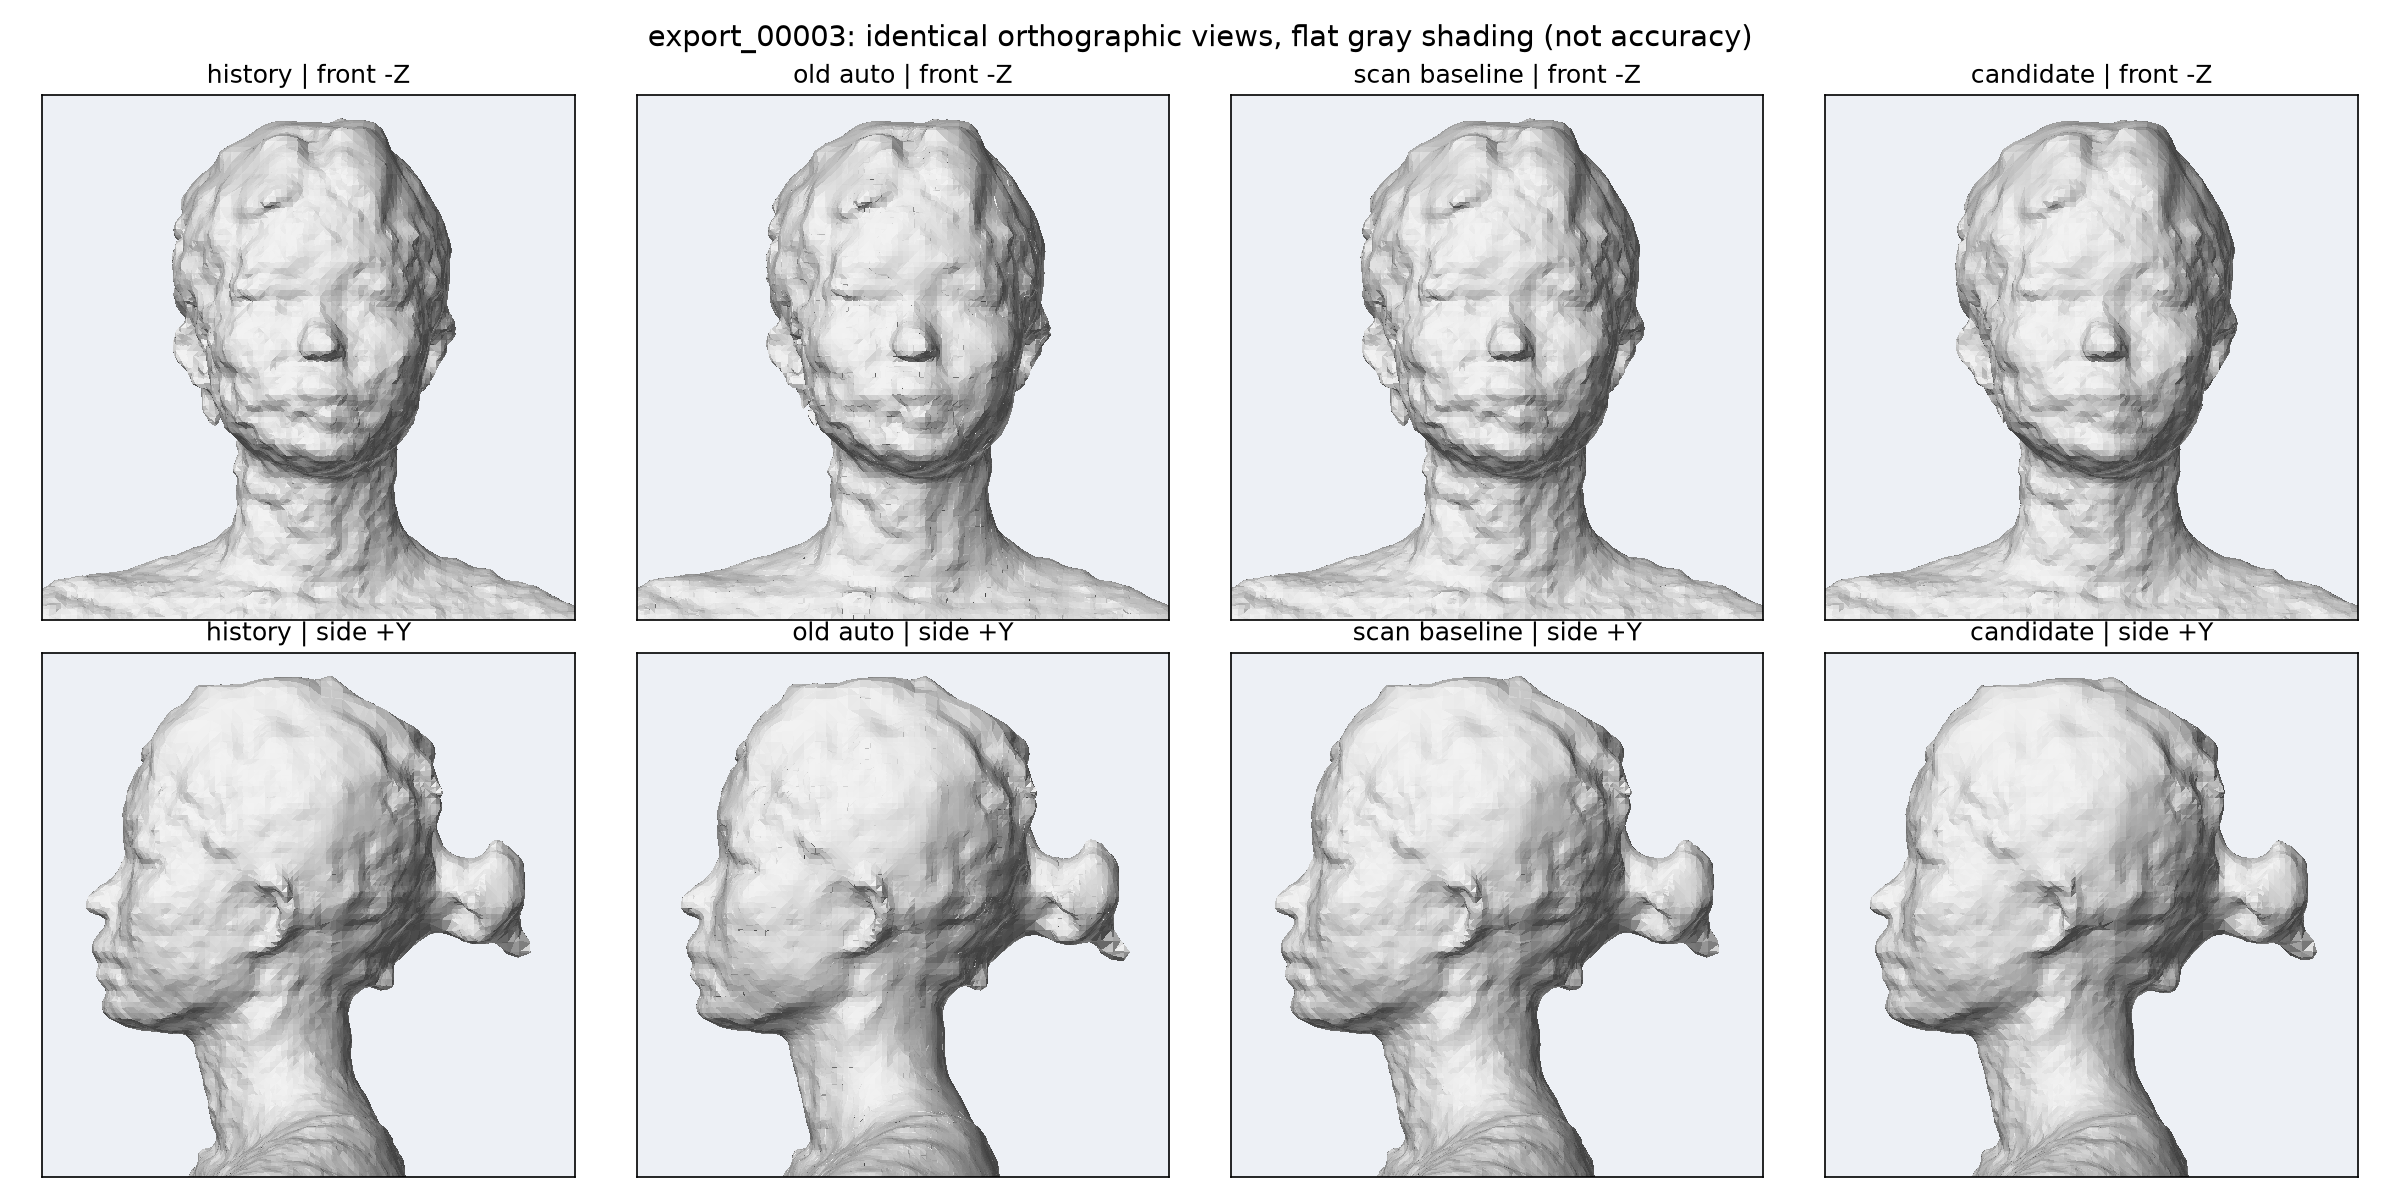 export_00003: identical orthographic views, flat gray shading (not accuracy)
history | front -Z
old auto | front -Z
scan baseline | front -Z
candidate | front -Z
history | side +Y
old auto | side +Y
scan baseline | side +Y
candidate | side +Y